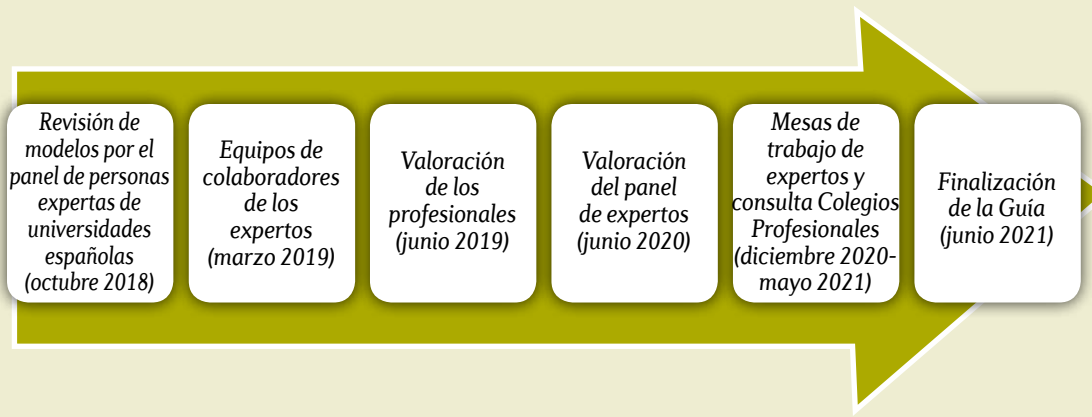 Revisión de
modelos por el
panel de personas
expertas de
universidades
españolas
(octubre 2018)
Equipos de
colaboradores
de los
expertos
(marzo 2019)
Valoración
de los
profesionales
(junio 2019)
Valoración
del panel
de expertos
(junio 2020)
Mesas de
trabajo de
expertos y
consulta Colegios
Profesionales
(diciembre 2020-
mayo 2021)
Finalización
de la Guía
(junio 2021)